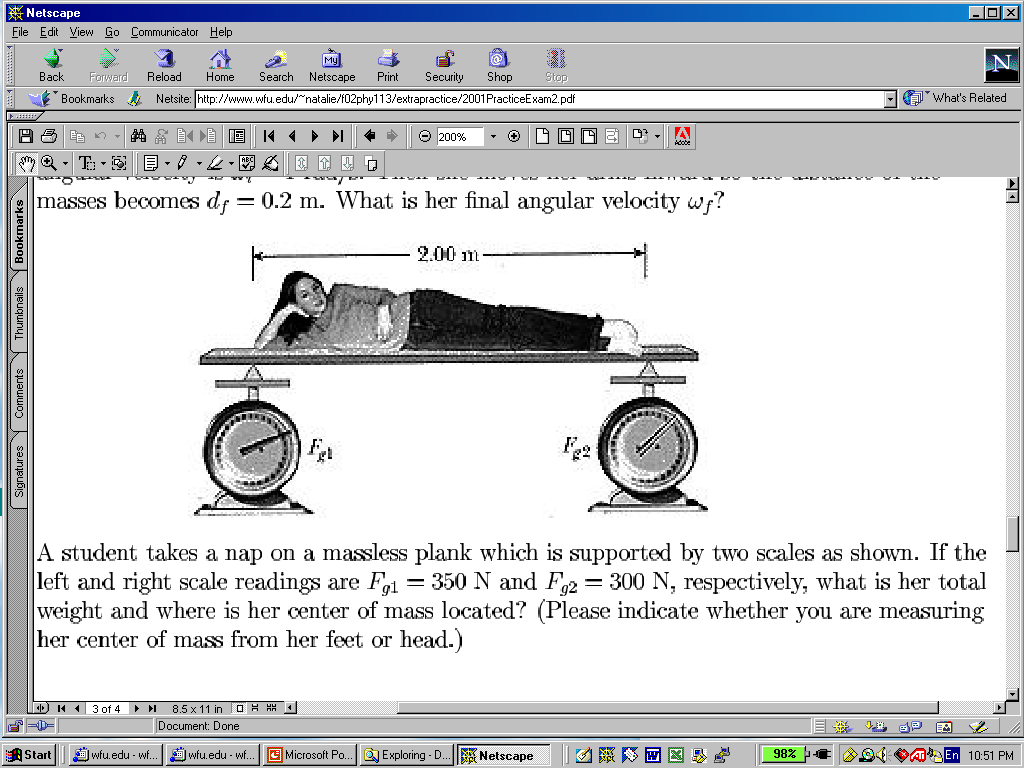 Netscape
File Edit View Go Communicator Help
Back Forward Reload Home Search Netscape Print Security Shop Stop
My
N
Bookmarks Netsite: http://www.wfu.edu/~natalie/f02phy113/extrapractice/2001PracticeExam2.pdf What's Related
200%
Adobe
Bookmarks
Thumbnails
Comments
Signatures
masses becomes d_f = 0.2 m. What is her final angular velocity ω_f?
2.00 m
F_g1 F_g2
A student takes a nap on a massless plank which is supported by two scales as shown. If the
left and right scale readings are F_g1 = 350 N and F_g2 = 300 N, respectively, what is her total
weight and where is her center of mass located? (Please indicate whether you are measuring
her center of mass from her feet or head.)
3 of 4 8.5 x 11 in
Document: Done
Start wfu.edu - wf... wfu.edu - wf... Microsoft Po... Exploring - D... Netscape 98% En 10:51 PM